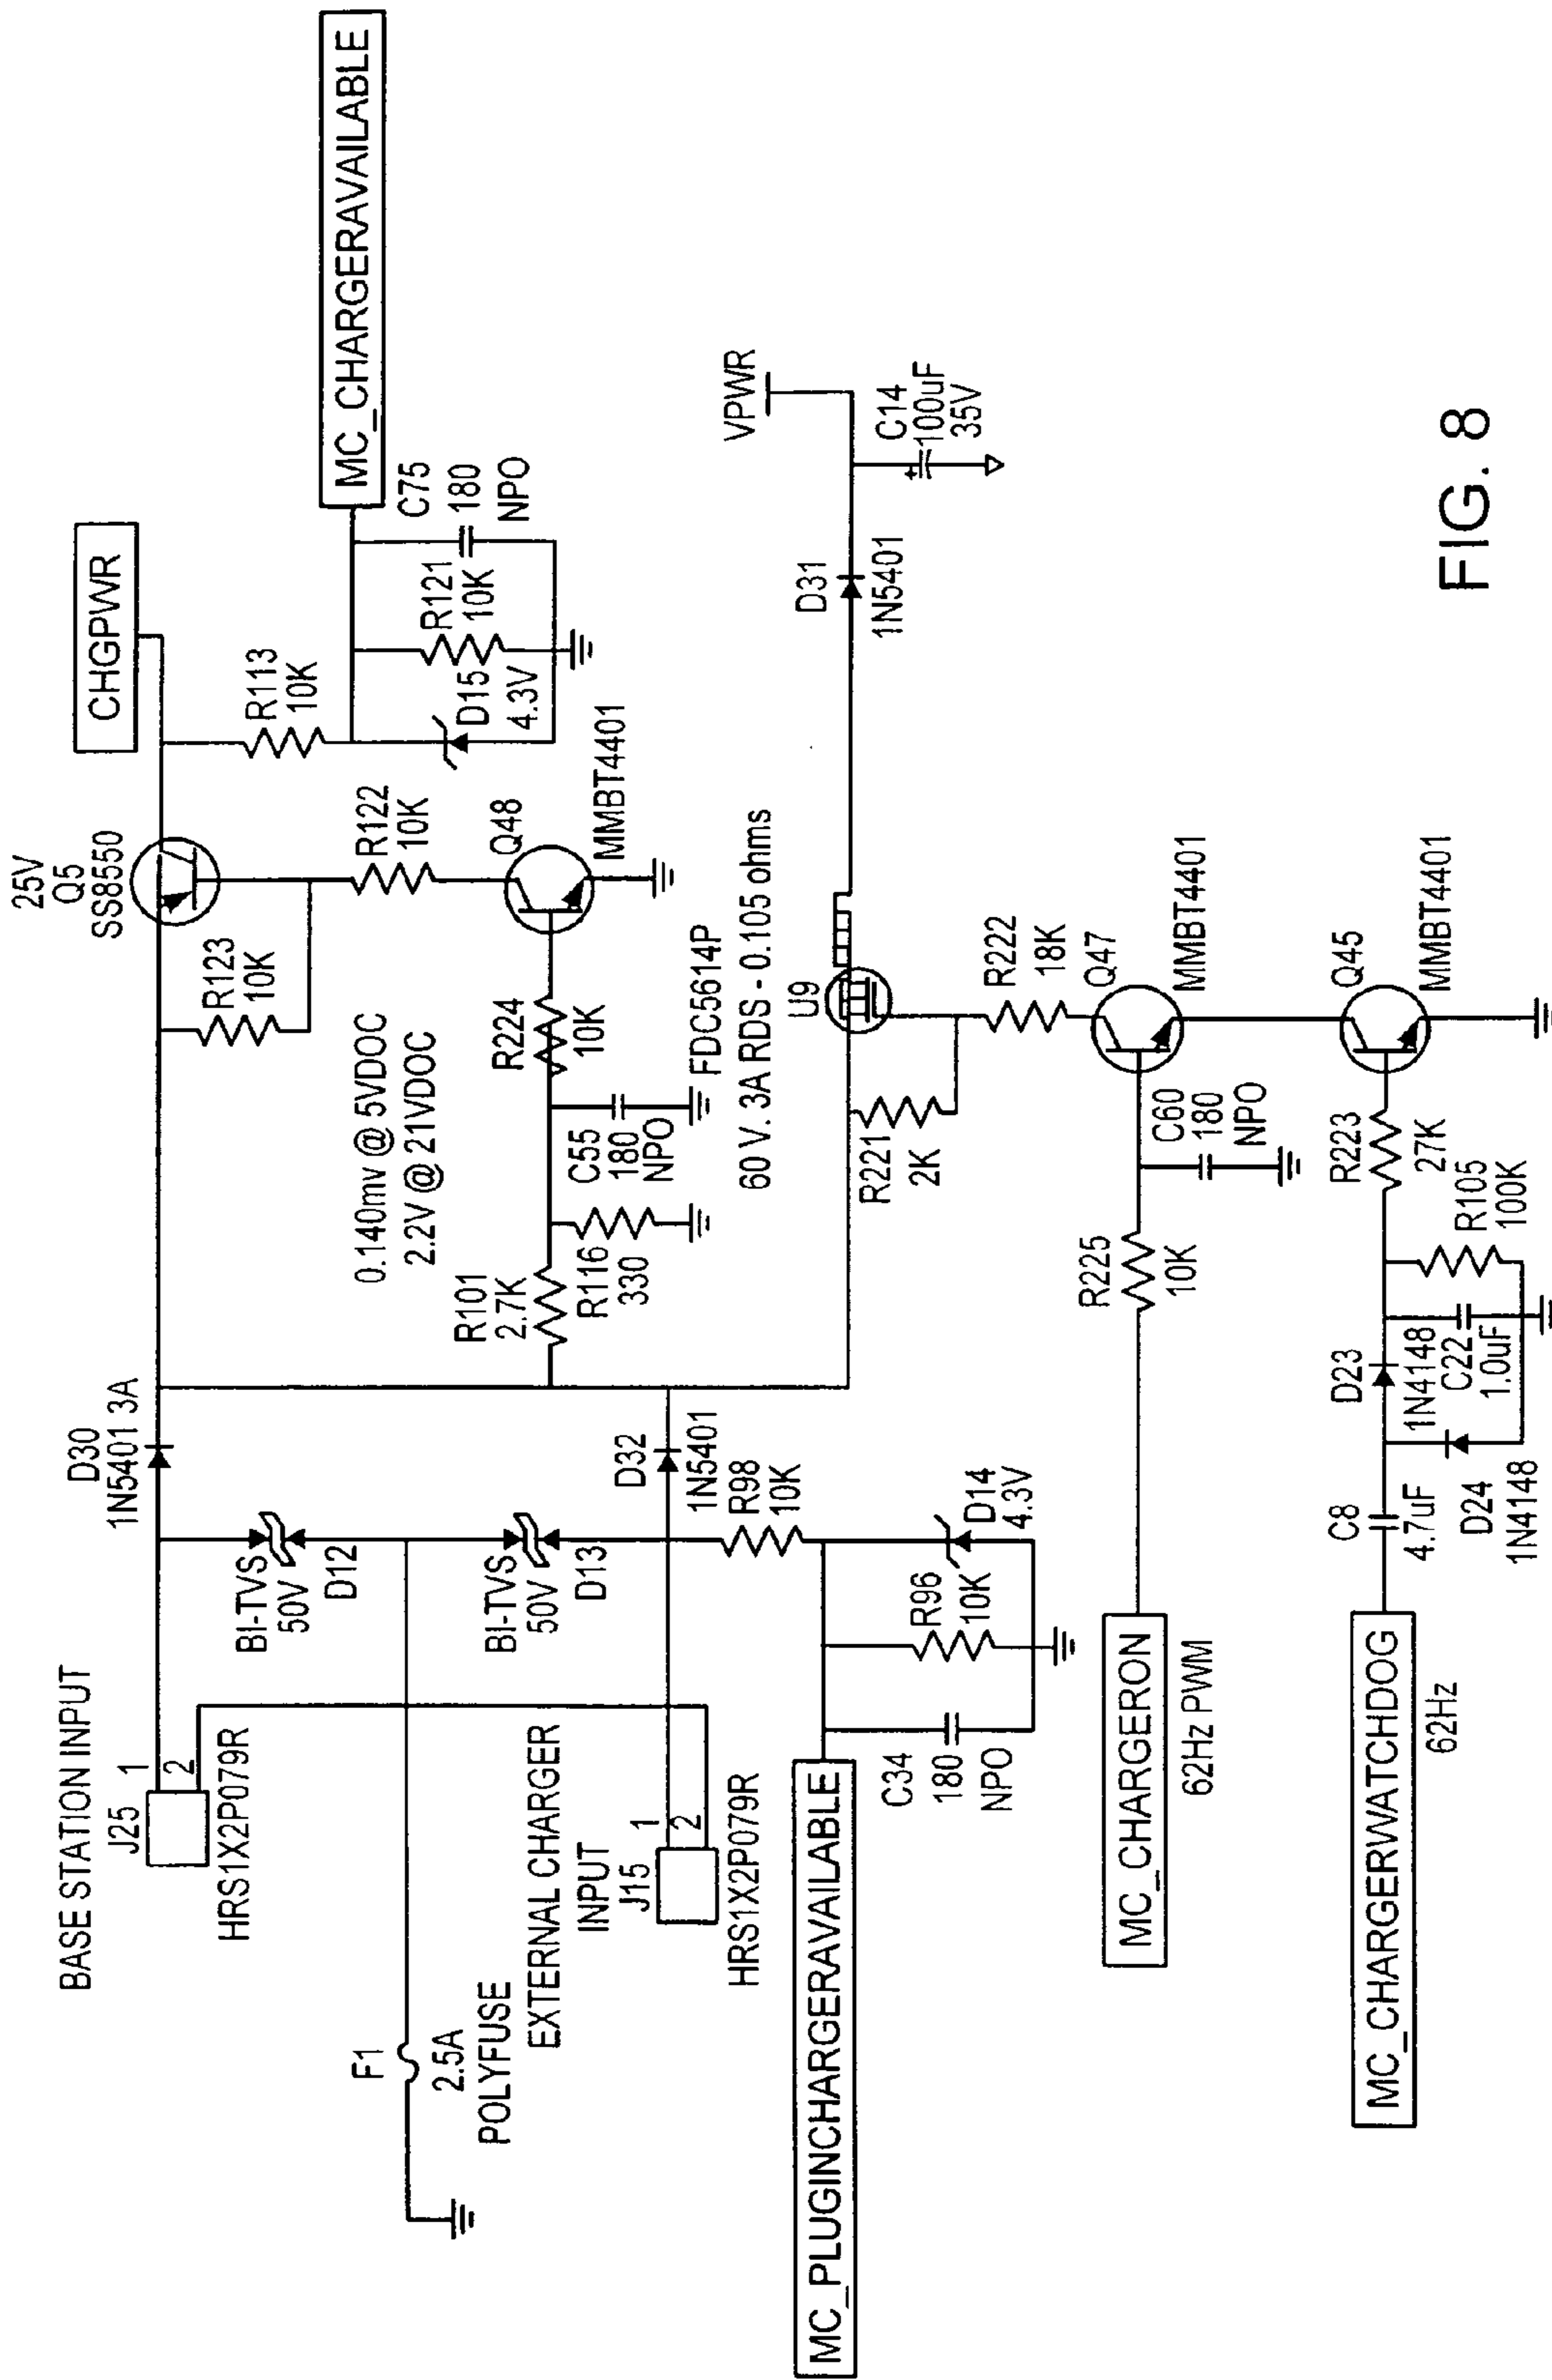 BASE STATION INPUT
J25
1
2
HRS1X2P079R
D30
1N5401 3A
BI-TVS
50V
D12
BI-TVS
50V
D13
F1
2.5A
POLYFUSE
EXTERNAL CHARGER
INPUT
J15
1
2
HRS1X2P079R
D32
1N5401
R98
10K
D14
4.3V
R96
10K
C34
180
NPO
MC_PLUGINCHARGERAVAILABLE
25V
Q5
SS8550
R123
10K
CHGPWR
R113
10K
MC_CHARGERAVAILABLE
C75
180
NPO
R121
10K
D15
4.3V
R122
10K
Q48
MMBT4401
0.140mv @ 5VDOC
2.2V @ 21VDOC
R224
10K
R101
2.7K
R116
330
C55
180
NPO
FDC5614P
60 V. 3A RDS - 0.105 ohms
U9
R221
2K
R222
18K
D31
1N5401
VPWR
+
C14
100uF
35V
Q47
MMBT4401
C60
180
NPO
R225
10K
MC_CHARGERON
62Hz PWM
Q45
MMBT4401
R223
27K
R105
100K
D23
1N4148
C22
1.0uF
C8
4.7uF
D24
1N4148
MC_CHARGERWATCHDOG
62Hz
FIG. 8